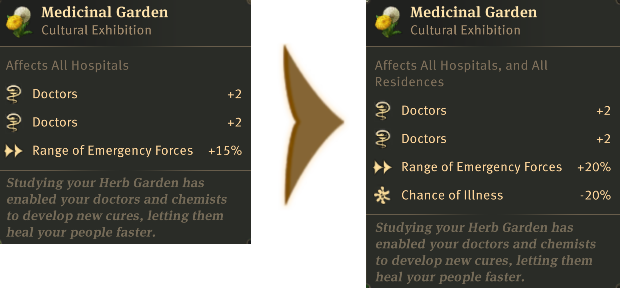 Medicinal Garden
Cultural Exhibition
Affects All Hospitals
Doctors +2
Doctors +2
Range of Emergency Forces +15%
Studying your Herb Garden has
enabled your doctors and chemists
to develop new cures, letting them
heal your people faster.
Medicinal Garden
Cultural Exhibition
Affects All Hospitals, and All
Residences
Doctors +2
Doctors +2
Range of Emergency Forces +20%
Chance of Illness -20%
Studying your Herb Garden has
enabled your doctors and chemists
to develop new cures, letting them
heal your people faster.